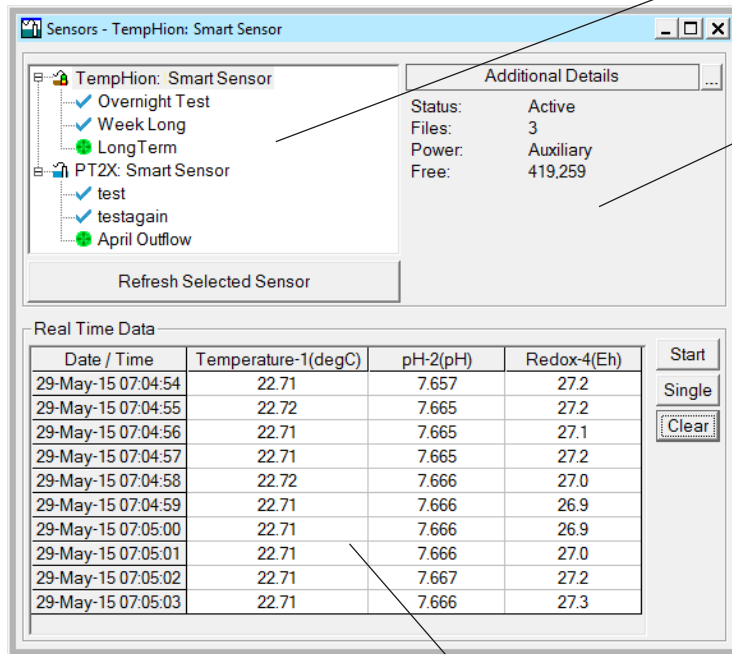 Sensors - TempHion: Smart Sensor
TempHion: Smart Sensor
Overnight Test
Week Long
LongTerm
PT2X: Smart Sensor
test
testagain
April Outflow
Refresh Selected Sensor
Additional Details ...
Status: Active
Files: 3
Power: Auxiliary
Free: 419,259
Real Time Data
Date / Time Temperature-1(degC) pH-2(pH) Redox-4(Eh)
29-May-15 07:04:54 22.71 7.657 27.2
29-May-15 07:04:55 22.72 7.665 27.2
29-May-15 07:04:56 22.71 7.665 27.1
29-May-15 07:04:57 22.71 7.665 27.2
29-May-15 07:04:58 22.72 7.666 27.0
29-May-15 07:04:59 22.71 7.666 26.9
29-May-15 07:05:00 22.71 7.666 26.9
29-May-15 07:05:01 22.71 7.666 27.0
29-May-15 07:05:02 22.71 7.667 27.2
29-May-15 07:05:03 22.71 7.666 27.3
Start
Single
Clear